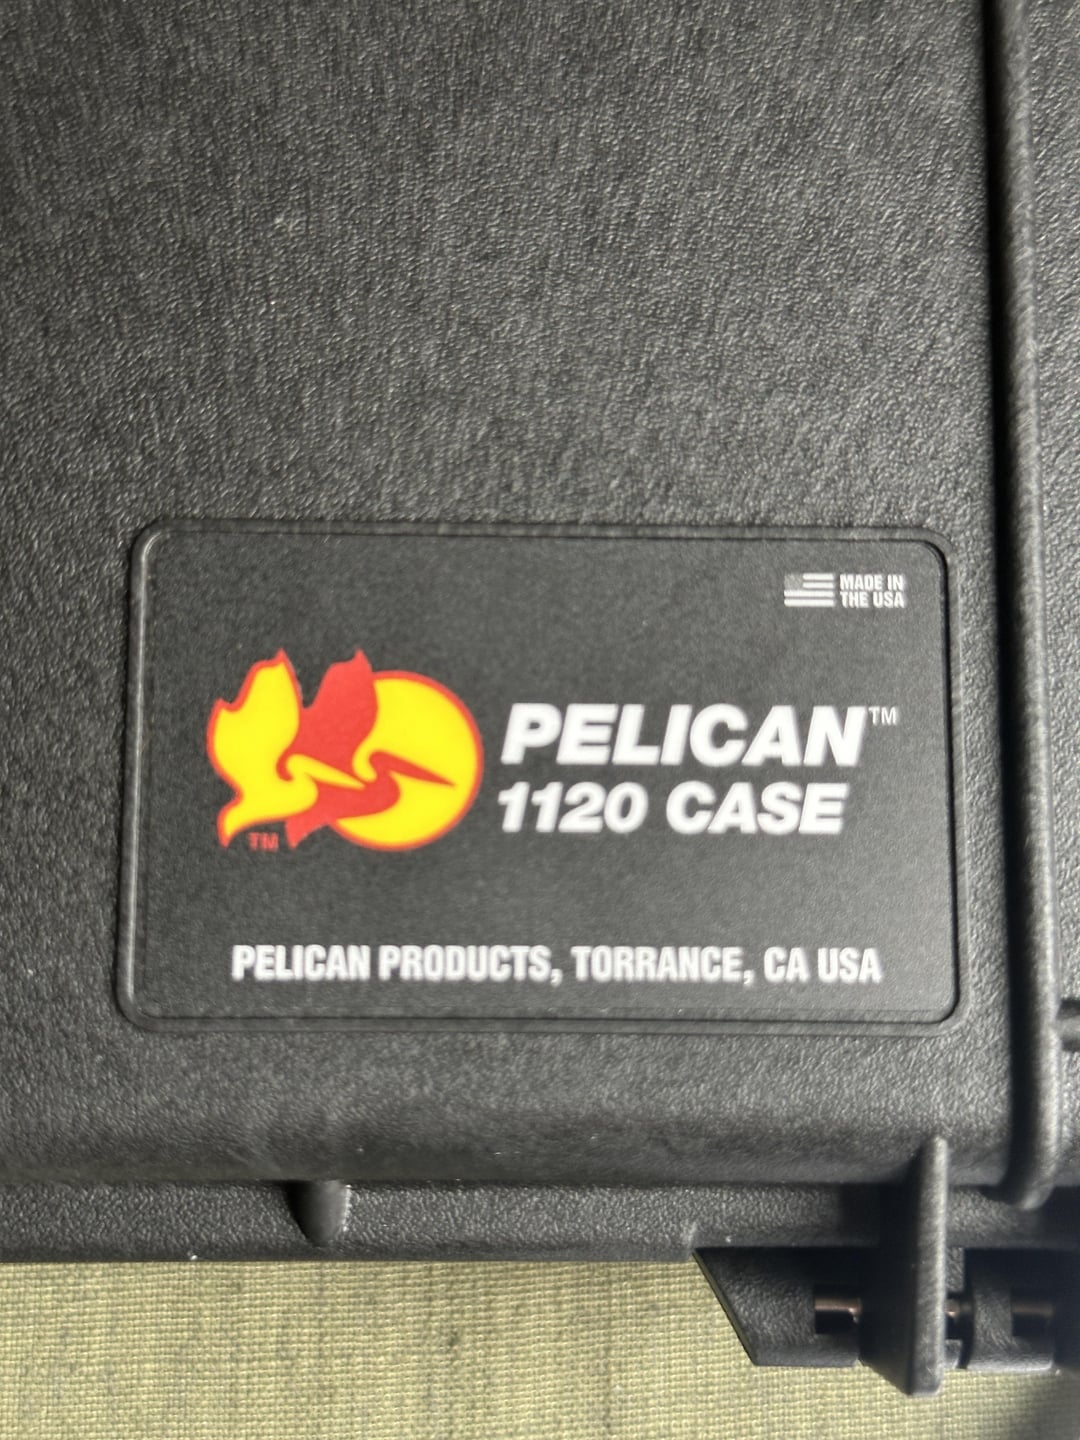 MADE IN
THE USA
PELICAN™
1120 CASE
TM
PELICAN PRODUCTS, TORRANCE, CA USA